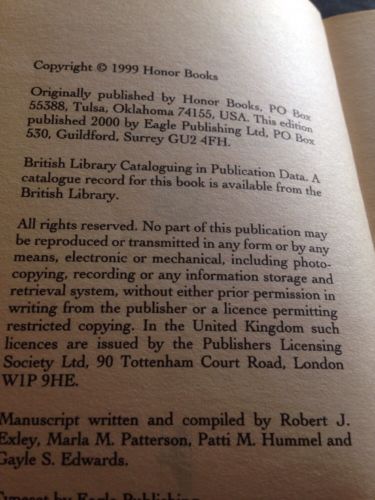 Copyright © 1999 Honor Books
Originally published by Honor Books, PO Box
55388, Tulsa, Oklahoma 74155, USA. This edition
published 2000 by Eagle Publishing Ltd, PO Box
530, Guildford, Surrey GU2 4FH.
British Library Cataloguing in Publication Data. A
catalogue record for this book is available from the
British Library.
All rights reserved. No part of this publication may
be reproduced or transmitted in any form or by any
means, electronic or mechanical, including photo-
copying, recording or any information storage and
retrieval system, without either prior permission in
writing from the publisher or a licence permitting
restricted copying. In the United Kingdom such
licences are issued by the Publishers Licensing
Society Ltd, 90 Tottenham Court Road, London
W1P 9HE.
Manuscript written and compiled by Robert J.
Exley, Marla M. Patterson, Patti M. Hummel and
Gayle S. Edwards.
by Eagle Publishing